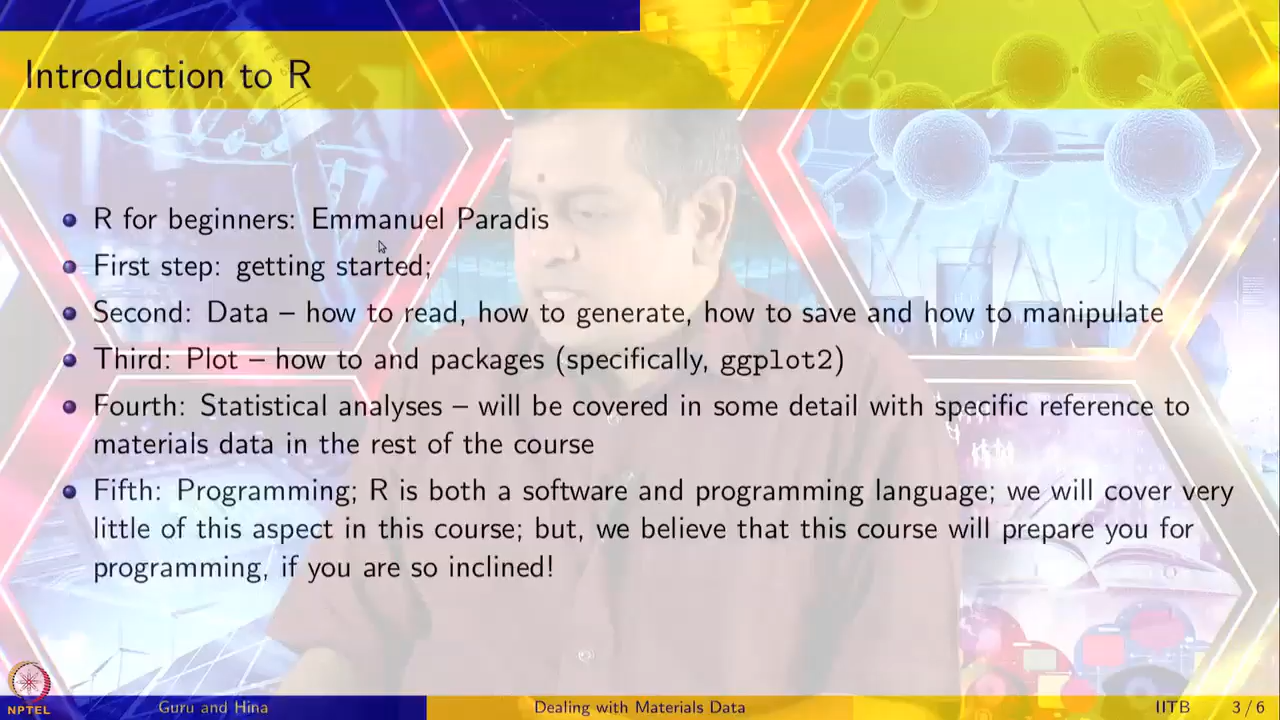 Introduction to R
R for beginners: Emmanuel Paradis
First step: getting started;
Second: Data – how to read, how to generate, how to save and how to manipulate
Third: Plot – how to and packages (specifically, ggplot2)
Fourth: Statistical analyses – will be covered in some detail with specific reference to
materials data in the rest of the course
Fifth: Programming; R is both a software and programming language; we will cover very
little of this aspect in this course; but, we believe that this course will prepare you for
programming, if you are so inclined!
NPTEL
Guru and Hina
Dealing with Materials Data
IITB
3 / 6